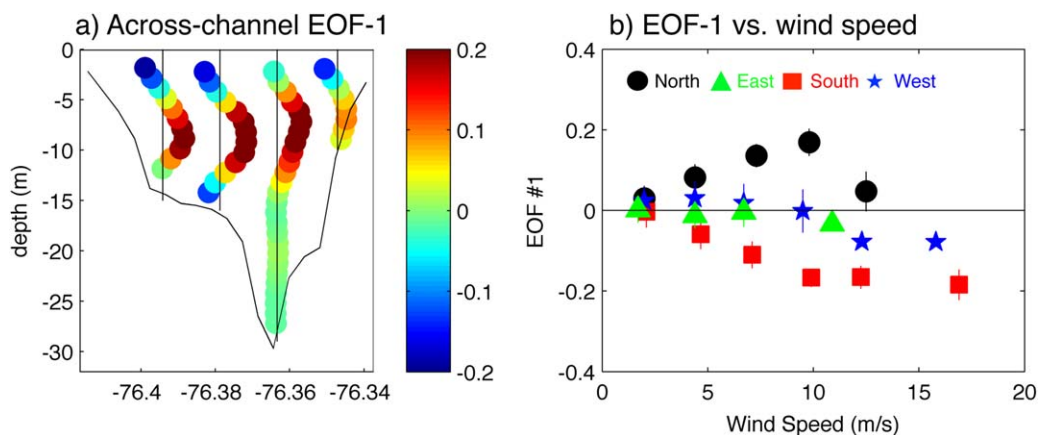 a) Across-channel EOF-1
0
-5
-10
-15
-20
-25
-30
depth (m)
-76.4 -76.38 -76.36 -76.34
0.2
0.1
0
-0.1
-0.2
b) EOF-1 vs. wind speed
North East South West
0.4
0.2
0
-0.2
-0.4
EOF #1
0 5 10 15 20
Wind Speed (m/s)